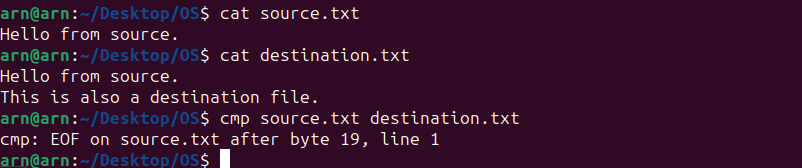 arn@arn:~/Desktop/OS$ cat source.txt
Hello from source.
arn@arn:~/Desktop/OS$ cat destination.txt
Hello from source.
This is also a destination file.
arn@arn:~/Desktop/OS$ cmp source.txt destination.txt
cmp: EOF on source.txt after byte 19, line 1
arn@arn:~/Desktop/OS$